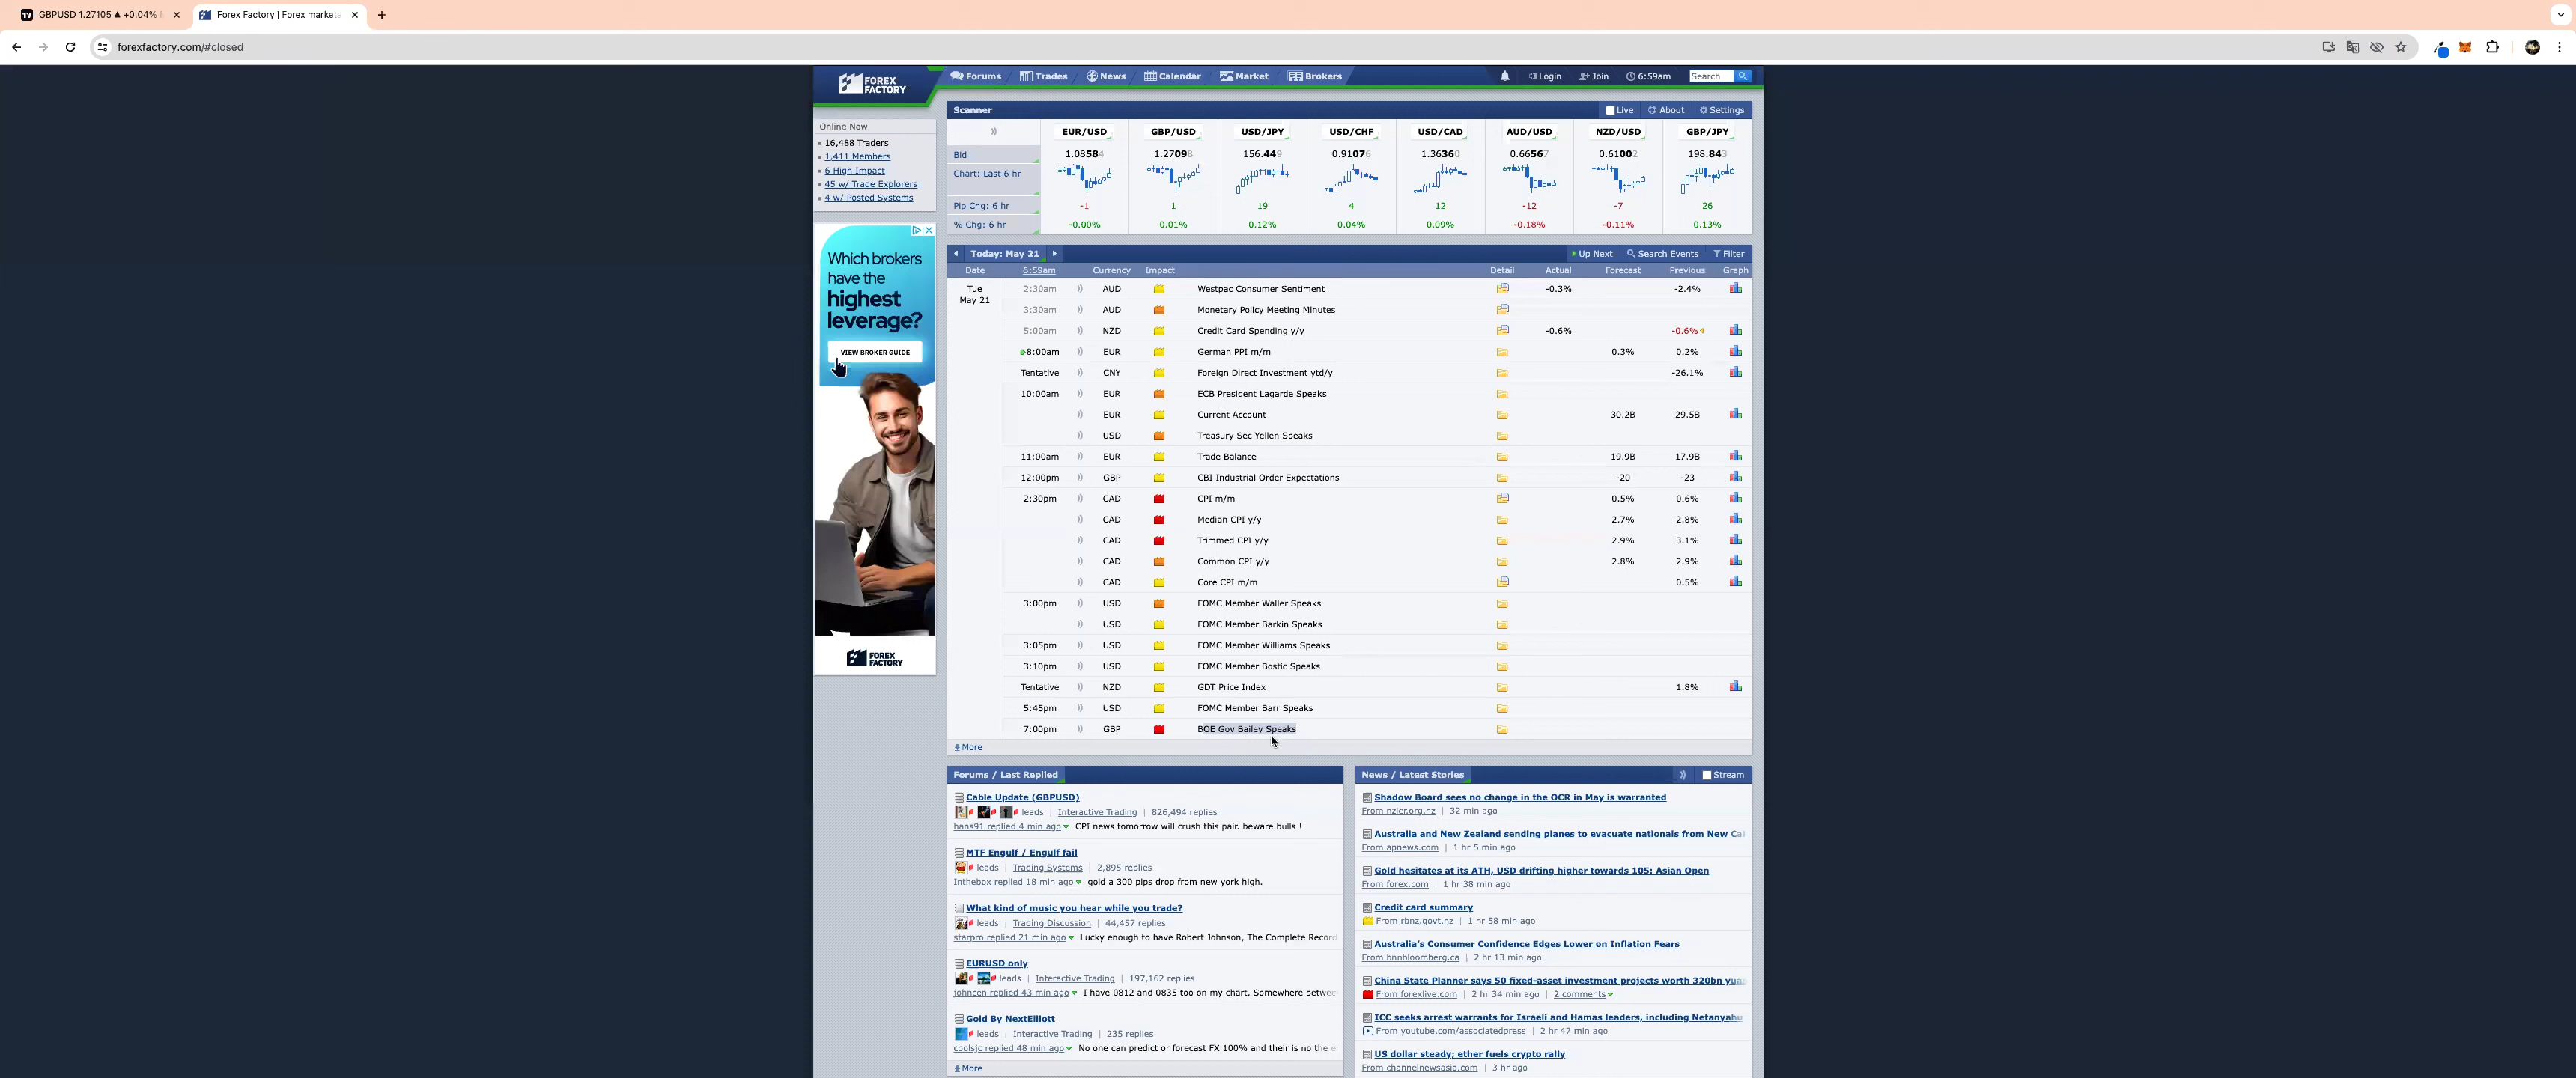 GBPUSD 1.27105 ▲ +0.04%
Forex Factory | Forex markets
forexfactory.com/#closed
FOREX FACTORY
Forums
Trades
News
Calendar
Market
Brokers
Login
Join
6:59am
Search
Online Now
16,488 Traders
1,411 Members
6 High Impact
45 w/ Trade Explorers
4 w/ Posted Systems
Which brokers
have the
highest
leverage?
VIEW BROKER GUIDE
FOREX
FACTORY
Scanner Live About Settings
EUR/USD GBP/USD USD/JPY USD/CHF USD/CAD AUD/USD NZD/USD GBP/JPY
Bid 1.08584 1.27098 156.449 0.91076 1.36360 0.66567 0.61002 198.843
Chart: Last 6 hr
Pip Chg: 6 hr -1 1 19 4 12 -12 -7 26
% Chg: 6 hr -0.00% 0.01% 0.12% 0.04% 0.09% -0.18% -0.11% 0.13%
Today: May 21 Up Next Search Events Filter
Date 6:59am Currency Impact Detail Actual Forecast Previous Graph
Tue
May 21
2:30am AUD Westpac Consumer Sentiment -0.3% -2.4%
3:30am AUD Monetary Policy Meeting Minutes
5:00am NZD Credit Card Spending y/y -0.6% -0.6%
8:00am EUR German PPI m/m 0.3% 0.2%
Tentative CNY Foreign Direct Investment ytd/y -26.1%
10:00am EUR ECB President Lagarde Speaks
EUR Current Account 30.2B 29.5B
USD Treasury Sec Yellen Speaks
11:00am EUR Trade Balance 19.9B 17.9B
12:00pm GBP CBI Industrial Order Expectations -20 -23
2:30pm CAD CPI m/m 0.5% 0.6%
CAD Median CPI y/y 2.7% 2.8%
CAD Trimmed CPI y/y 2.9% 3.1%
CAD Common CPI y/y 2.8% 2.9%
CAD Core CPI m/m 0.5%
3:00pm USD FOMC Member Waller Speaks
USD FOMC Member Barkin Speaks
3:05pm USD FOMC Member Williams Speaks
3:10pm USD FOMC Member Bostic Speaks
Tentative NZD GDT Price Index 1.8%
5:45pm USD FOMC Member Barr Speaks
7:00pm GBP BOE Gov Bailey Speaks
More
Forums / Last Replied
Cable Update (GBPUSD)
leads | Interactive Trading | 826,494 replies
hans91 replied 4 min ago CPI news tomorrow will crush this pair. beware bulls !
MTF Engulf / Engulf fail
leads | Trading Systems | 2,895 replies
Inthebox replied 18 min ago gold a 300 pips drop from new york high.
What kind of music you hear while you trade?
leads | Trading Discussion | 44,457 replies
starpro replied 21 min ago Lucky enough to have Robert Johnson, The Complete Record
EURUSD only
leads | Interactive Trading | 197,162 replies
johncen replied 43 min ago I have 0812 and 0835 too on my chart. Somewhere betwee
Gold By NextElliott
leads | Interactive Trading | 235 replies
coolsjc replied 48 min ago No one can predict or forecast FX 100% and their is no the e
More
News / Latest Stories Stream
Shadow Board sees no change in the OCR in May is warranted
From nzier.org.nz | 32 min ago
Australia and New Zealand sending planes to evacuate nationals from New Cal
From apnews.com | 1 hr 5 min ago
Gold hesitates at its ATH, USD drifting higher towards 105: Asian Open
From forex.com | 1 hr 38 min ago
Credit card summary
From rbnz.govt.nz | 1 hr 58 min ago
Australia's Consumer Confidence Edges Lower on Inflation Fears
From bnnbloomberg.ca | 2 hr 13 min ago
China State Planner says 50 fixed-asset investment projects worth 320bn yua
From forexlive.com | 2 hr 34 min ago | 2 comments
ICC seeks arrest warrants for Israeli and Hamas leaders, including Netanyahu
From youtube.com/associatedpress | 2 hr 47 min ago
US dollar steady; ether fuels crypto rally
From channelnewsasia.com | 3 hr ago